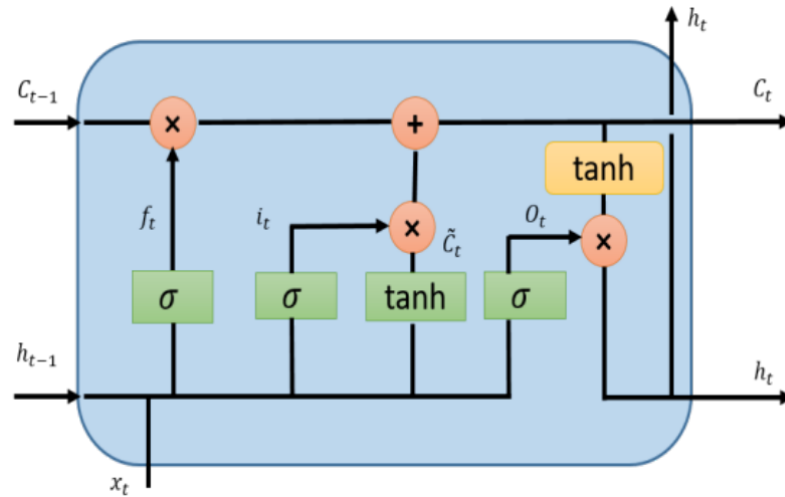 h_t
C_{t-1}
C_t
×
+
tanh
f_t
i_t
×
C̃_t
O_t
×
σ
σ
tanh
σ
h_{t-1}
h_t
x_t